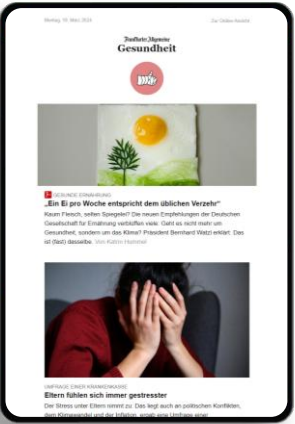 Montag, 18. März 2024
Zur Online-Ansicht
Frankfurter Allgemeine
Gesundheit
F+ GESUNDE ERNÄHRUNG
„Ein Ei pro Woche entspricht dem üblichen Verzehr“
Kaum Fleisch, selten Spiegelei? Die neuen Empfehlungen der Deutschen
Gesellschaft für Ernährung verblüffen viele. Geht es nicht mehr um
Gesundheit, sondern um das Klima? Präsident Bernhard Watzl erklärt: Das
ist (fast) dasselbe. Von Katrin Hummel
UMFRAGE EINER KRANKENKASSE
Eltern fühlen sich immer gestresster
Der Stress unter Eltern nimmt zu. Das liegt auch an politischen Konflikten,
dem Klimawandel und der Inflation, ergab eine Umfrage einer